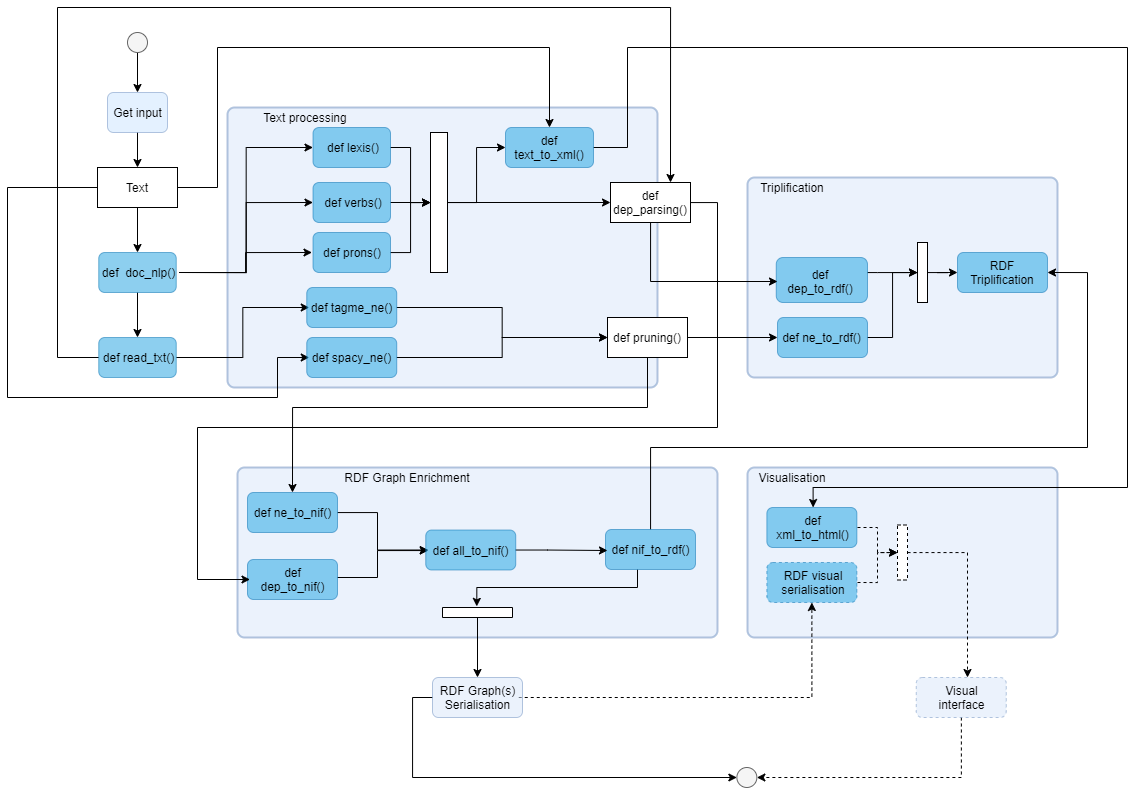 Get input
Text
def  doc_nlp()
def read_txt()
Text processing
def lexis()
def verbs()
def prons()
def tagme_ne()
def spacy_ne()
def
text_to_xml()
def
dep_parsing()
def pruning()
Triplification
def
dep_to_rdf()
def ne_to_rdf()
RDF
Triplification
RDF Graph Enrichment
def ne_to_nif()
def
dep_to_nif()
def all_to_nif()
def nif_to_rdf()
Visualisation
def
xml_to_html()
RDF visual
serialisation
RDF Graph(s)
Serialisation
Visual
interface